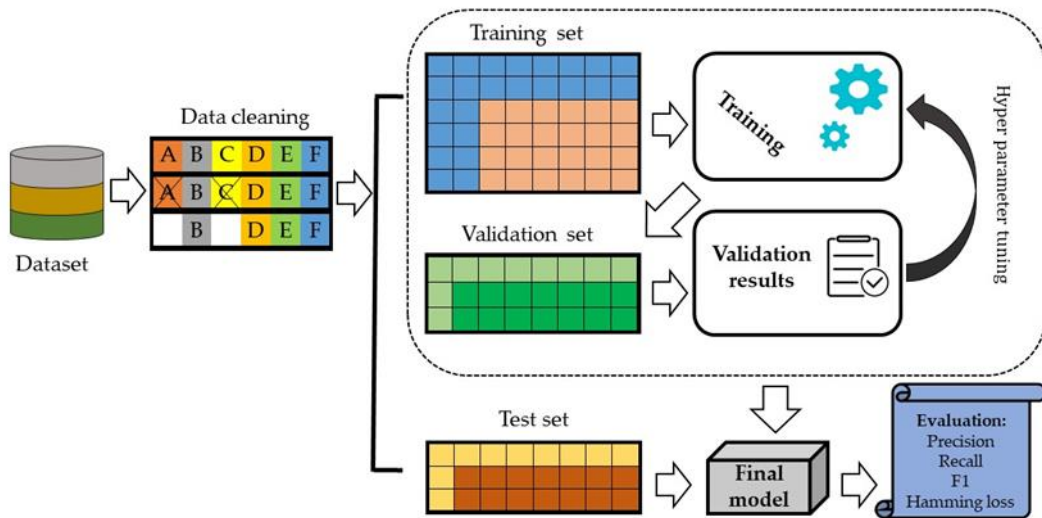 Dataset
Data cleaning
A B C D E F
A B C D E F
B D E F
Training set
Training
Hyper parameter tuning
Validation set
Validation
results
Test set
Final
model
Evaluation:
Precision
Recall
F1
Hamming loss